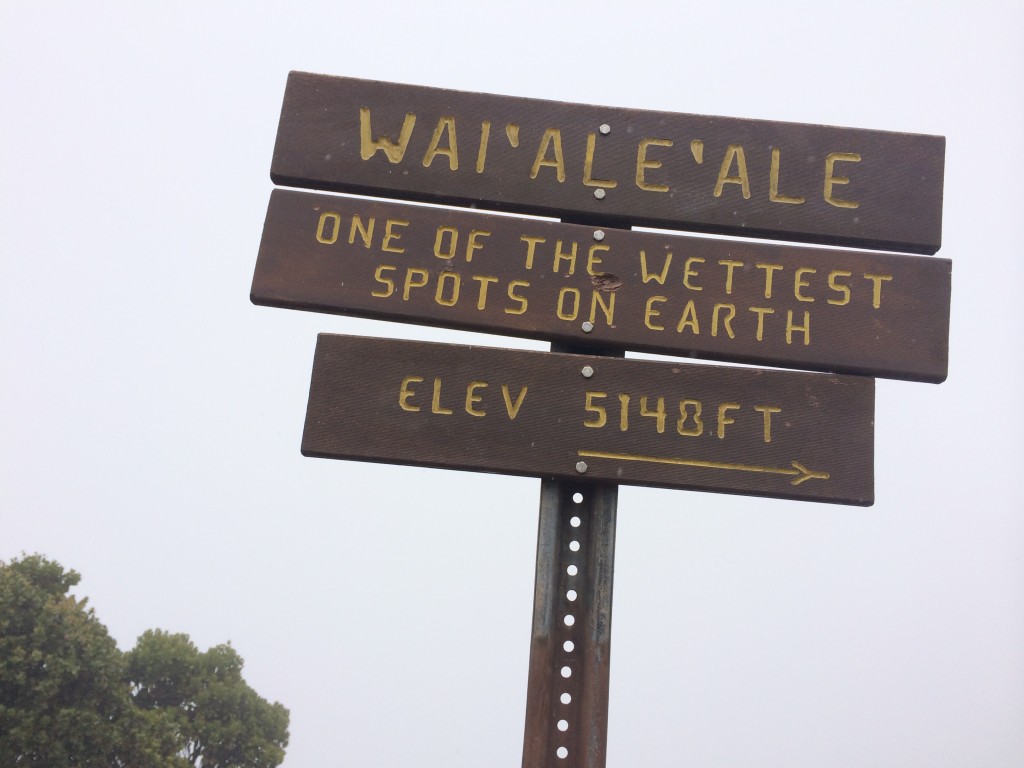 WAI'ALE'ALE
ONE OF THE WETTEST
SPOTS ON EARTH
ELEV 5148FT